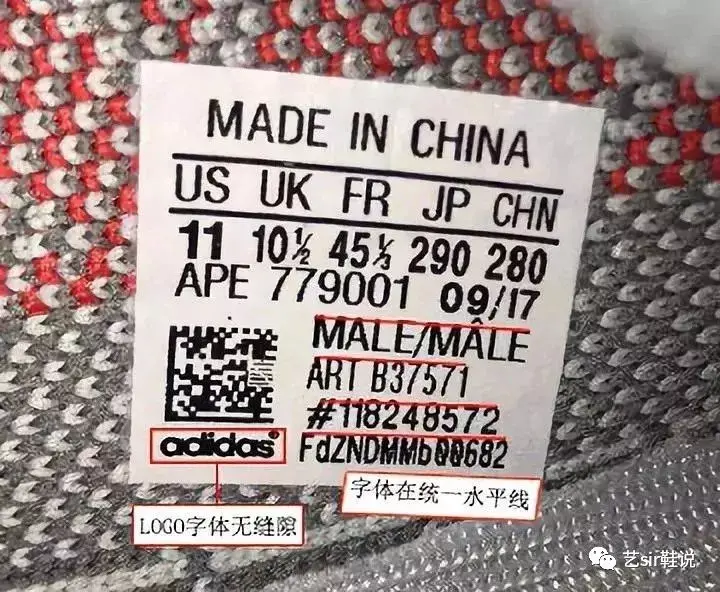 MADE IN CHINA
US UK FR JP CHN
11 10½ 45⅓ 290 280
APE 779001 09/17
MALE/MÂLE
ART B37571
#118248572
adidas®
FdZNDMMb00682
LOGO字体无缝隙
字体在统一水平线
艺sir鞋说